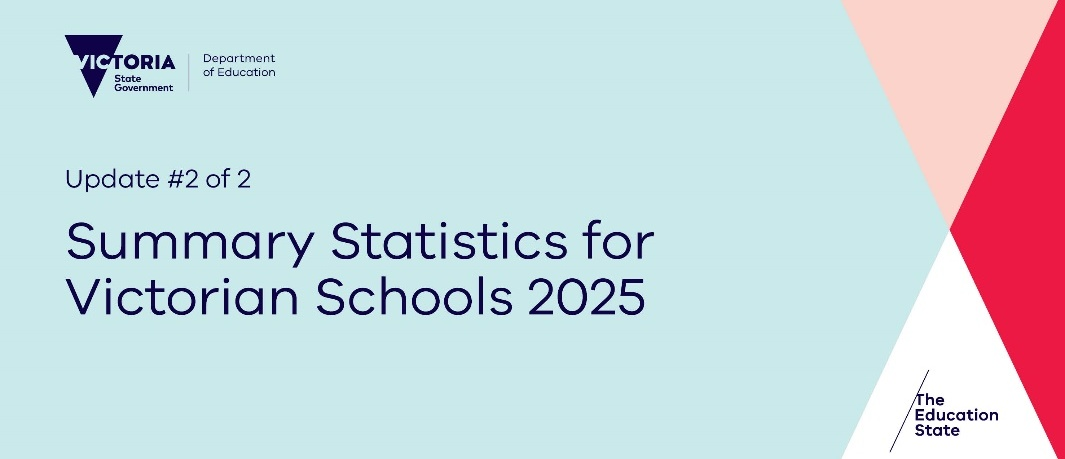 VICTORIA
State
Government
Department
of Education
Update #2 of 2
Summary Statistics for
Victorian Schools 2025
The
Education
State